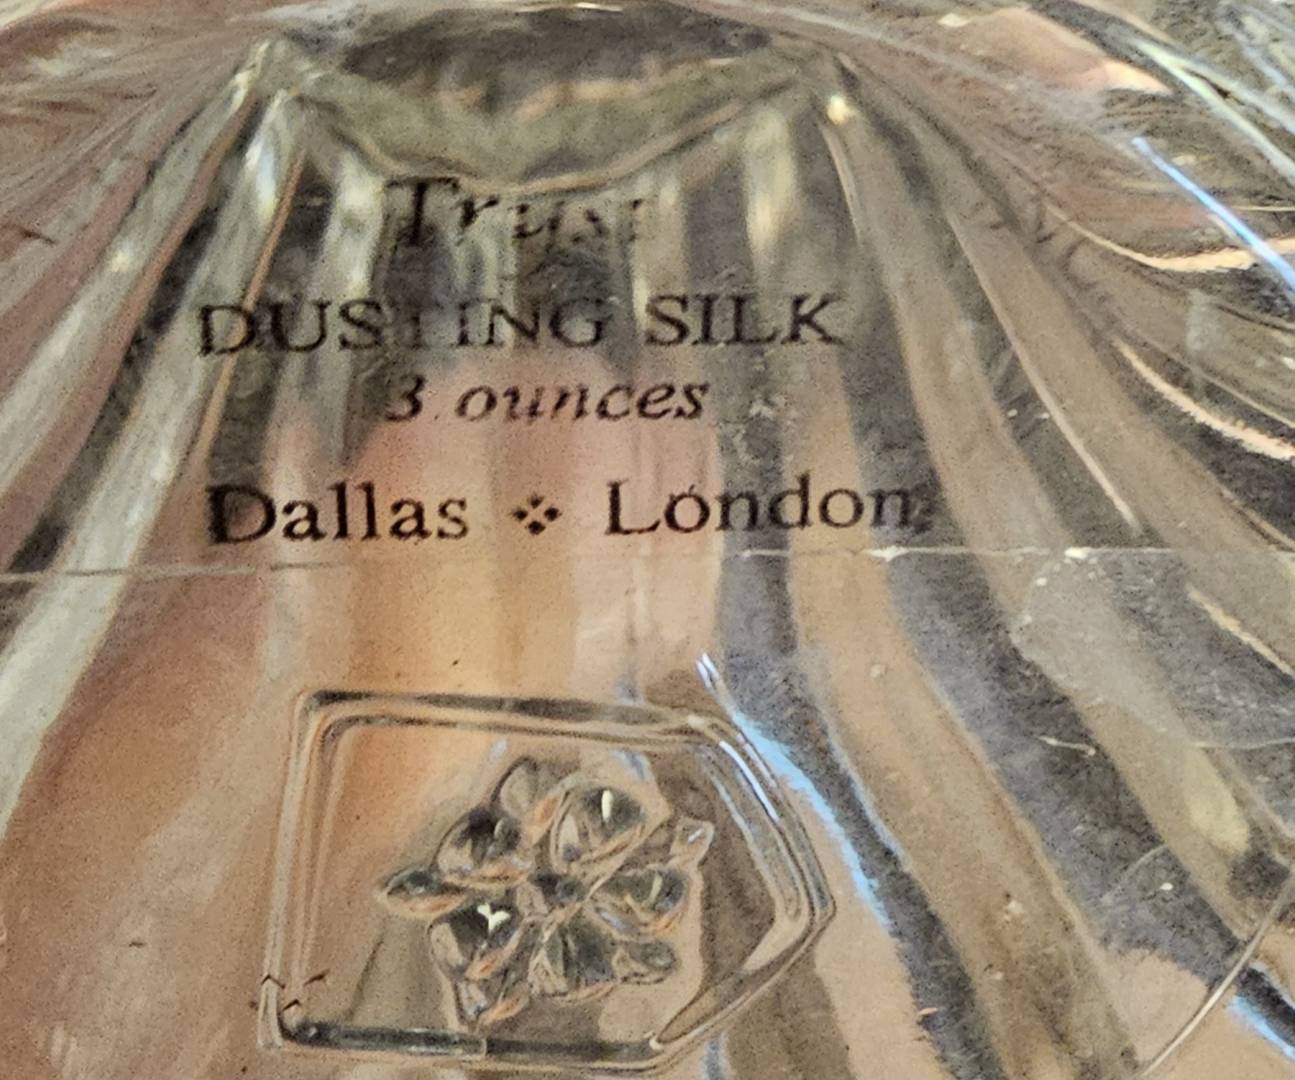 Trust
DUSTING SILK
3 ounces
Dallas ❖ London